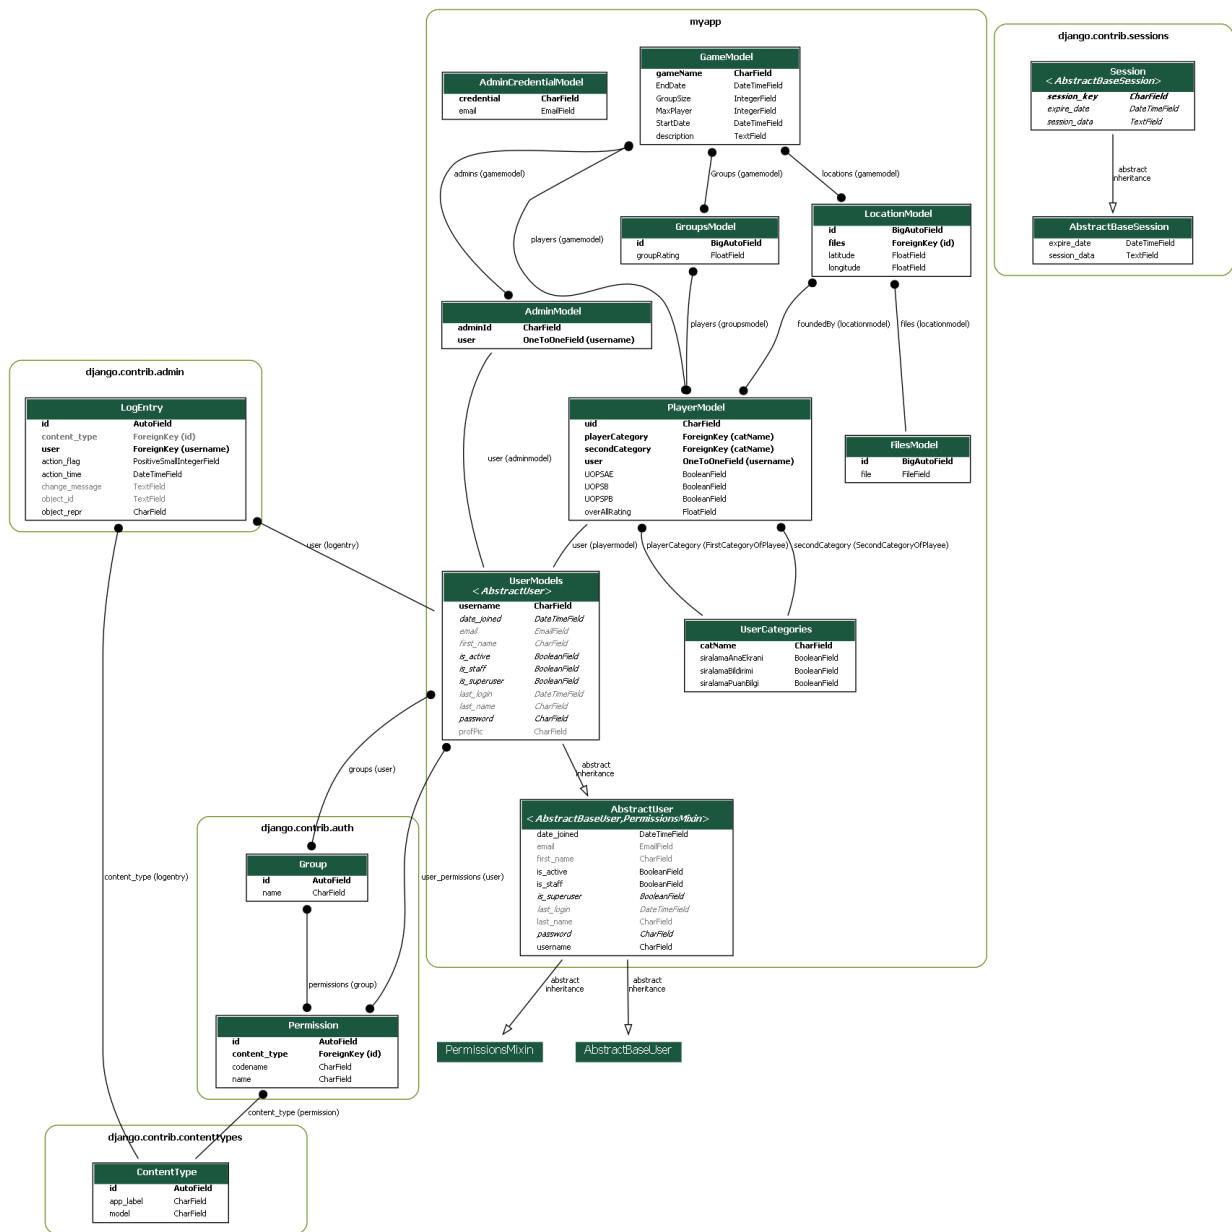 myapp
django.contrib.sessions
GameModel
gameName CharField
EndDate DateTimeField
GroupSize IntegerField
MaxPlayer IntegerField
StartDate DateTimeField
description TextField
AdminCredentialModel
credential CharField
email EmailField
Session
<AbstractBaseSession>
session_key CharField
expire_date DateTimeField
session_data TextField
admins (gamemodel)
Groups (gamemodel)
locations (gamemodel)
abstract
inheritance
players (gamemodel)
GroupsModel
id BigAutoField
groupRating FloatField
LocationModel
id BigAutoField
files ForeignKey (id)
latitude FloatField
longitude FloatField
AbstractBaseSession
expire_date DateTimeField
session_data TextField
AdminModel
adminId CharField
user OneToOneField (username)
players (groupsmodel)
foundedBy (locationmodel)
files (locationmodel)
django.contrib.admin
LogEntry
id AutoField
content_type ForeignKey (id)
user ForeignKey (username)
action_flag PositiveSmallIntegerField
action_time DateTimeField
change_message TextField
object_id TextField
object_repr CharField
PlayerModel
uid CharField
playerCategory ForeignKey (catName)
secondCategory ForeignKey (catName)
user OneToOneField (username)
UOPSAE BooleanField
UOPSB BooleanField
UOPSPB BooleanField
overAllRating FloatField
FilesModel
id BigAutoField
file FileField
user (adminmodel)
user (logentry)
user (playermodel)
playerCategory (FirstCategoryOfPlayee)
secondCategory (SecondCategoryOfPlayee)
UserModels
<AbstractUser>
username CharField
date_joined DateTimeField
email EmailField
first_name CharField
is_active BooleanField
is_staff BooleanField
is_superuser BooleanField
last_login DateTimeField
last_name CharField
password CharField
profPic CharField
UserCategories
catName CharField
siralamaAnaEkrani BooleanField
siralamaBildirimi BooleanField
siralamaPuanBilgi BooleanField
groups (user)
abstract
inheritance
AbstractUser
<AbstractBaseUser,PermissionsMixin>
date_joined DateTimeField
email EmailField
first_name CharField
is_active BooleanField
is_staff BooleanField
is_superuser BooleanField
last_login DateTimeField
last_name CharField
password CharField
username CharField
django.contrib.auth
Group
id AutoField
name CharField
content_type (logentry)
user_permissions (user)
permissions (group)
abstract
inheritance
abstract
inheritance
Permission
id AutoField
content_type ForeignKey (id)
codename CharField
name CharField
PermissionsMixin
AbstractBaseUser
content_type (permission)
django.contrib.contenttypes
ContentType
id AutoField
app_label CharField
model CharField